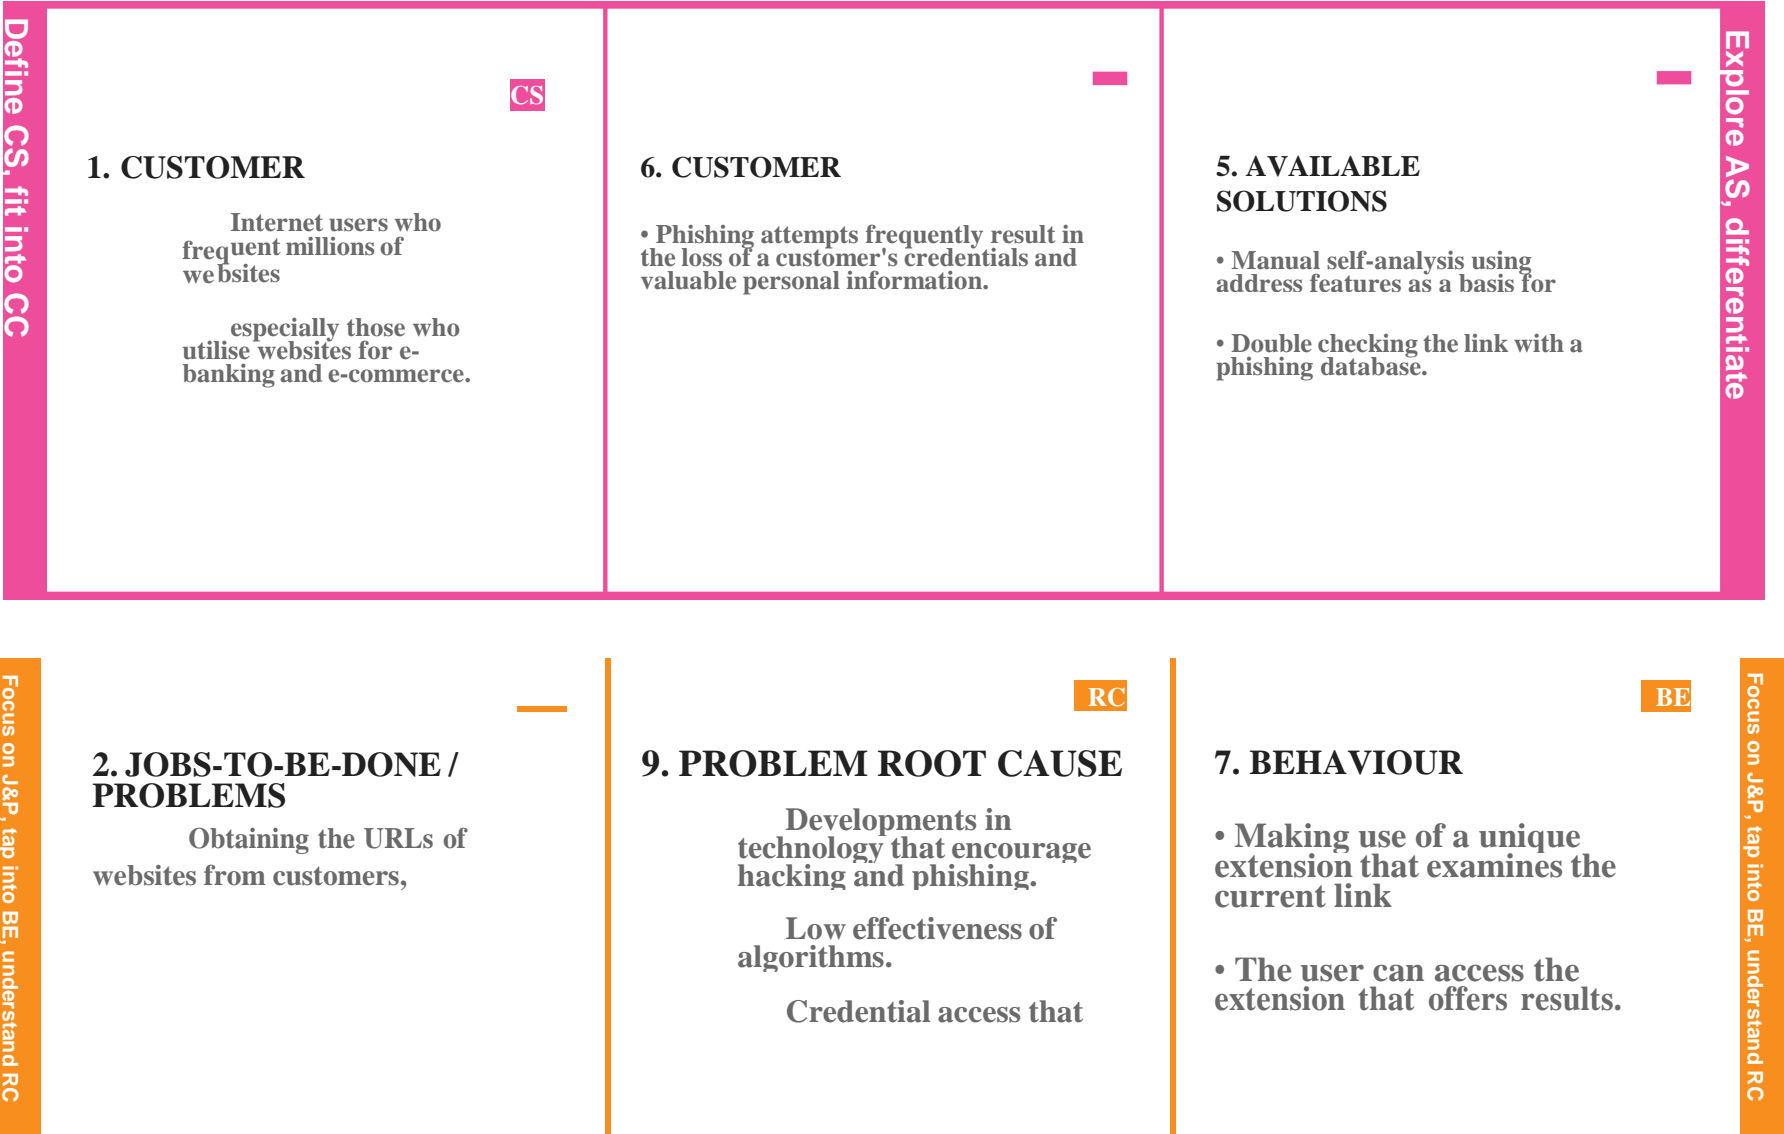 Define CS, fit into CC
CS
1. CUSTOMER
Internet users who
frequent millions of
websites
especially those who
utilise websites for e-
banking and e-commerce.
6. CUSTOMER
• Phishing attempts frequently result in
the loss of a customer's credentials and
valuable personal information.
5. AVAILABLE
SOLUTIONS
• Manual self-analysis using
address features as a basis for
• Double checking the link with a
phishing database.
Explore AS, differentiate
Focus on J&P, tap into BE, understand RC
2. JOBS-TO-BE-DONE /
PROBLEMS
Obtaining the URLs of
websites from customers,
RC
9. PROBLEM ROOT CAUSE
Developments in
technology that encourage
hacking and phishing.
Low effectiveness of
algorithms.
Credential access that
BE
7. BEHAVIOUR
• Making use of a unique
extension that examines the
current link
• The user can access the
extension that offers results.
Focus on J&P, tap into BE, understand RC